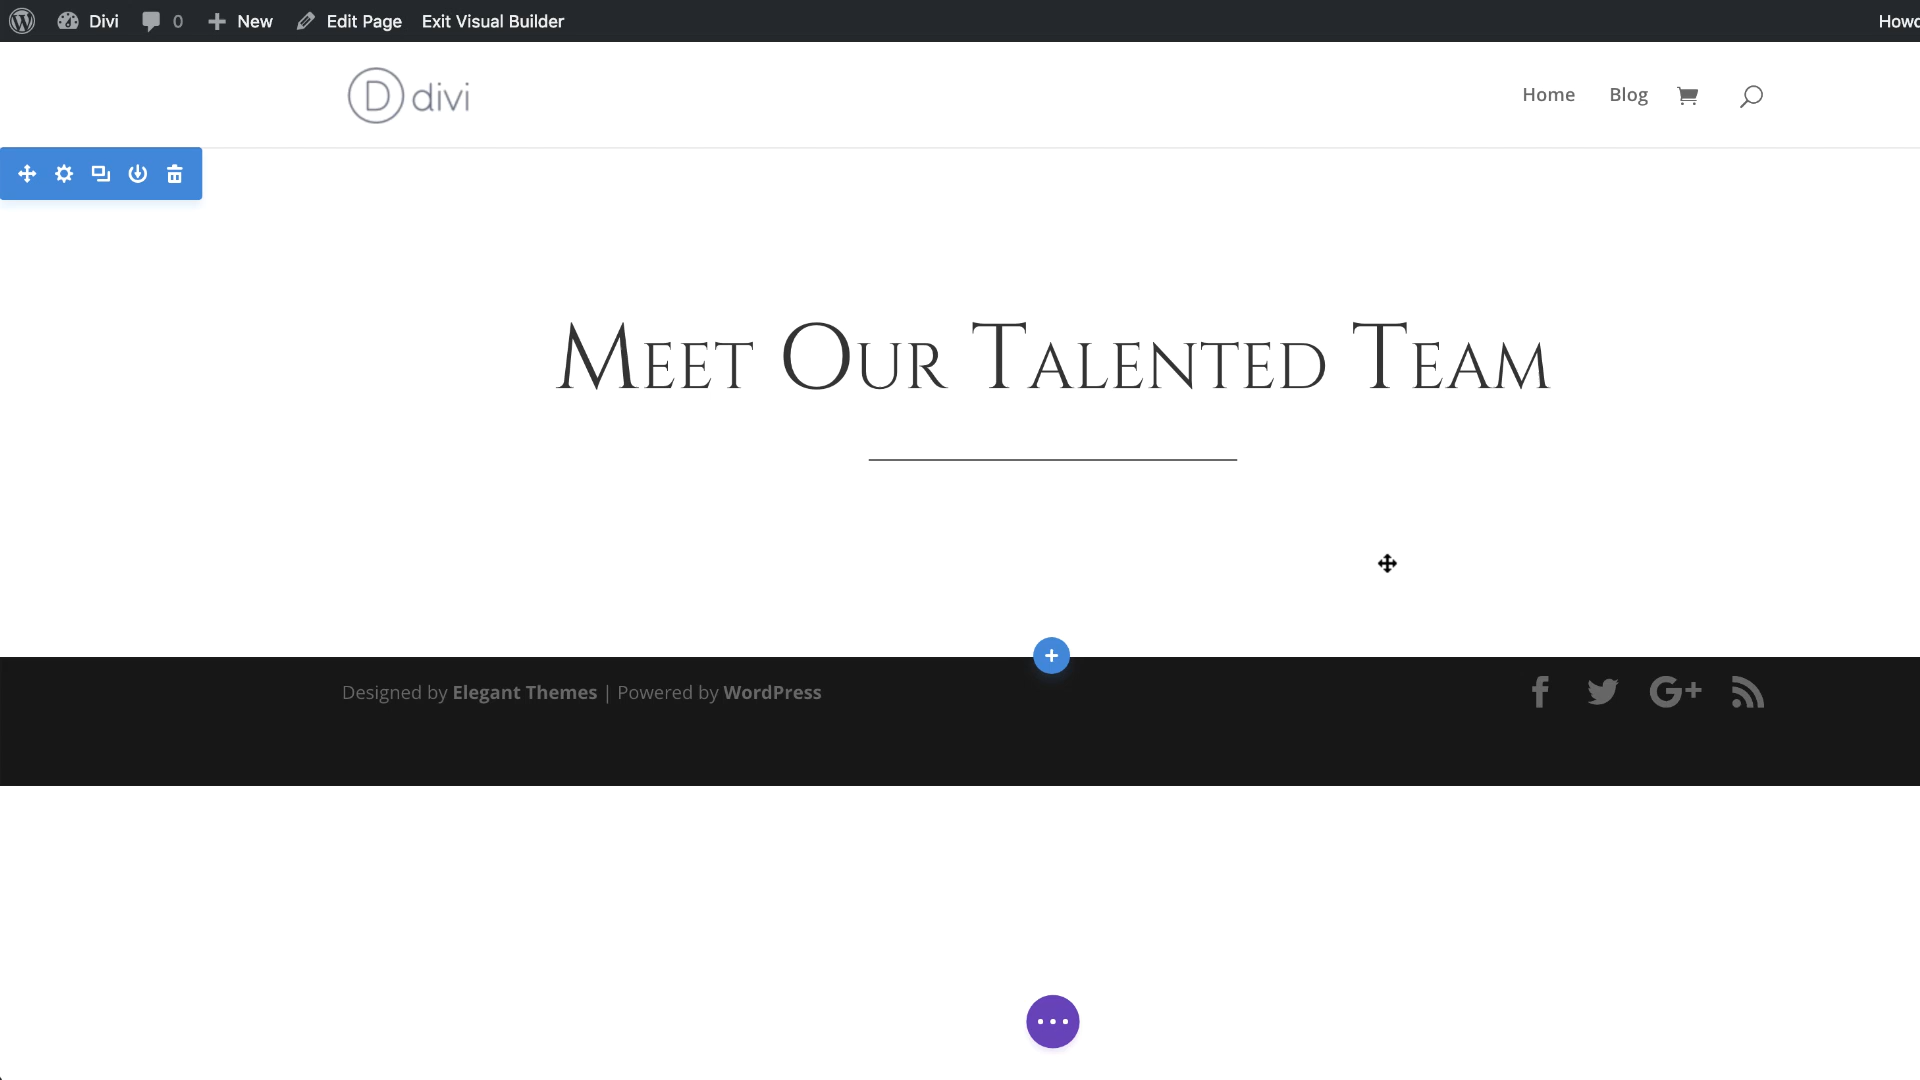 Divi 0 New Edit Page Exit Visual Builder Howd
D divi
Home Blog
Meet Our Talented Team
Designed by Elegant Themes | Powered by WordPress
G+